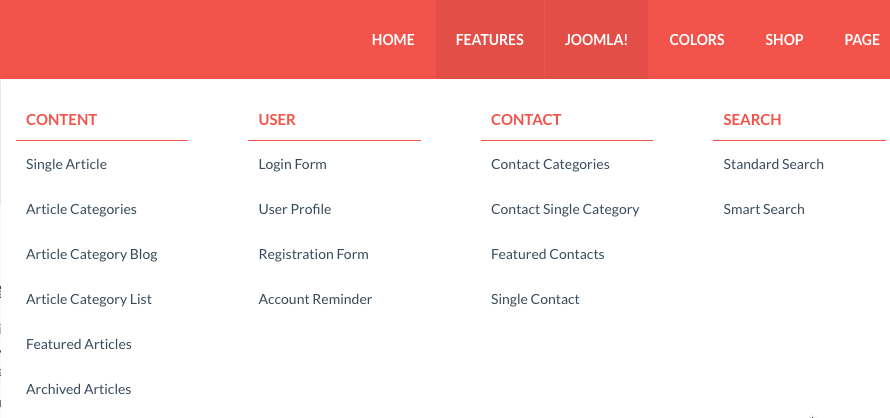 HOME FEATURES JOOMLA! COLORS SHOP PAGE
CONTENT
Single Article
Article Categories
Article Category Blog
Article Category List
Featured Articles
Archived Articles
USER
Login Form
User Profile
Registration Form
Account Reminder
CONTACT
Contact Categories
Contact Single Category
Featured Contacts
Single Contact
SEARCH
Standard Search
Smart Search